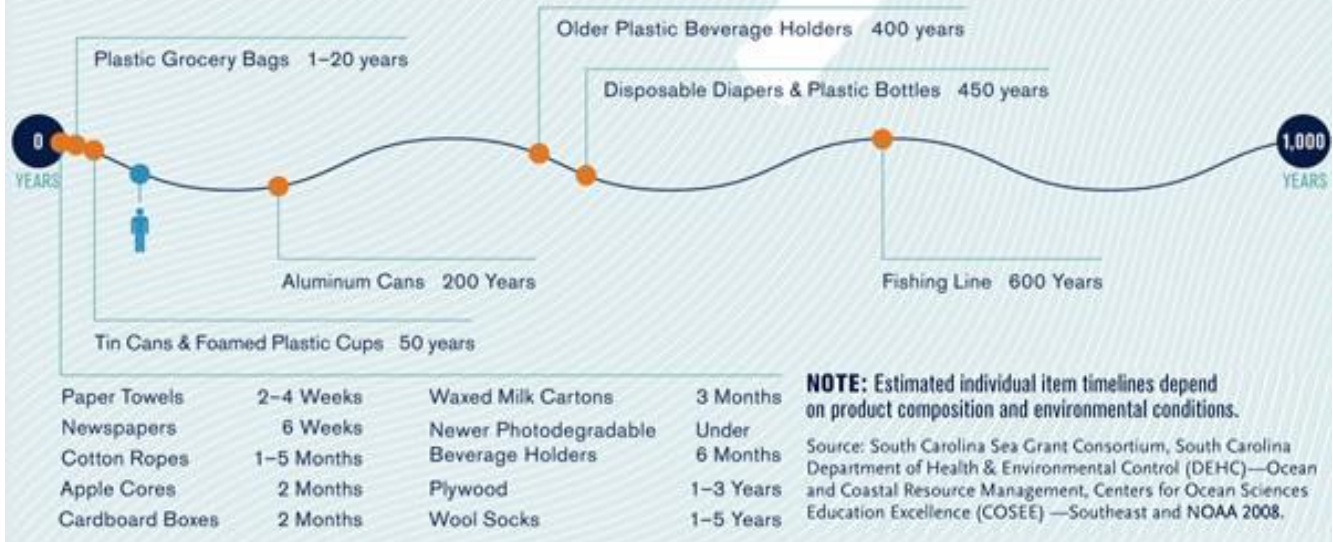 Older Plastic Beverage Holders 400 years
Plastic Grocery Bags 1–20 years
Disposable Diapers & Plastic Bottles 450 years
0
YEARS
1,000
YEARS
Aluminum Cans 200 Years
Fishing Line 600 Years
Tin Cans & Foamed Plastic Cups 50 years
Paper Towels 2–4 Weeks
Newspapers 6 Weeks
Cotton Ropes 1–5 Months
Apple Cores 2 Months
Cardboard Boxes 2 Months
Waxed Milk Cartons 3 Months
Newer Photodegradable Under
Beverage Holders 6 Months
Plywood 1–3 Years
Wool Socks 1–5 Years
NOTE: Estimated individual item timelines depend
on product composition and environmental conditions.
Source: South Carolina Sea Grant Consortium, South Carolina
Department of Health & Environmental Control (DEHC)—Ocean
and Coastal Resource Management, Centers for Ocean Sciences
Education Excellence (COSEE) —Southeast and NOAA 2008.